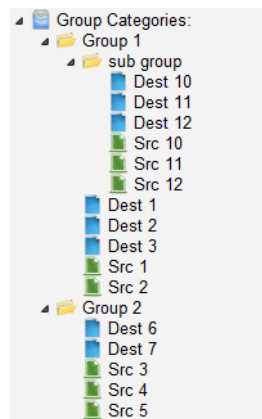 Group Categories:
Group 1
sub group
Dest 10
Dest 11
Dest 12
Src 10
Src 11
Src 12
Dest 1
Dest 2
Dest 3
Src 1
Src 2
Group 2
Dest 6
Dest 7
Src 3
Src 4
Src 5